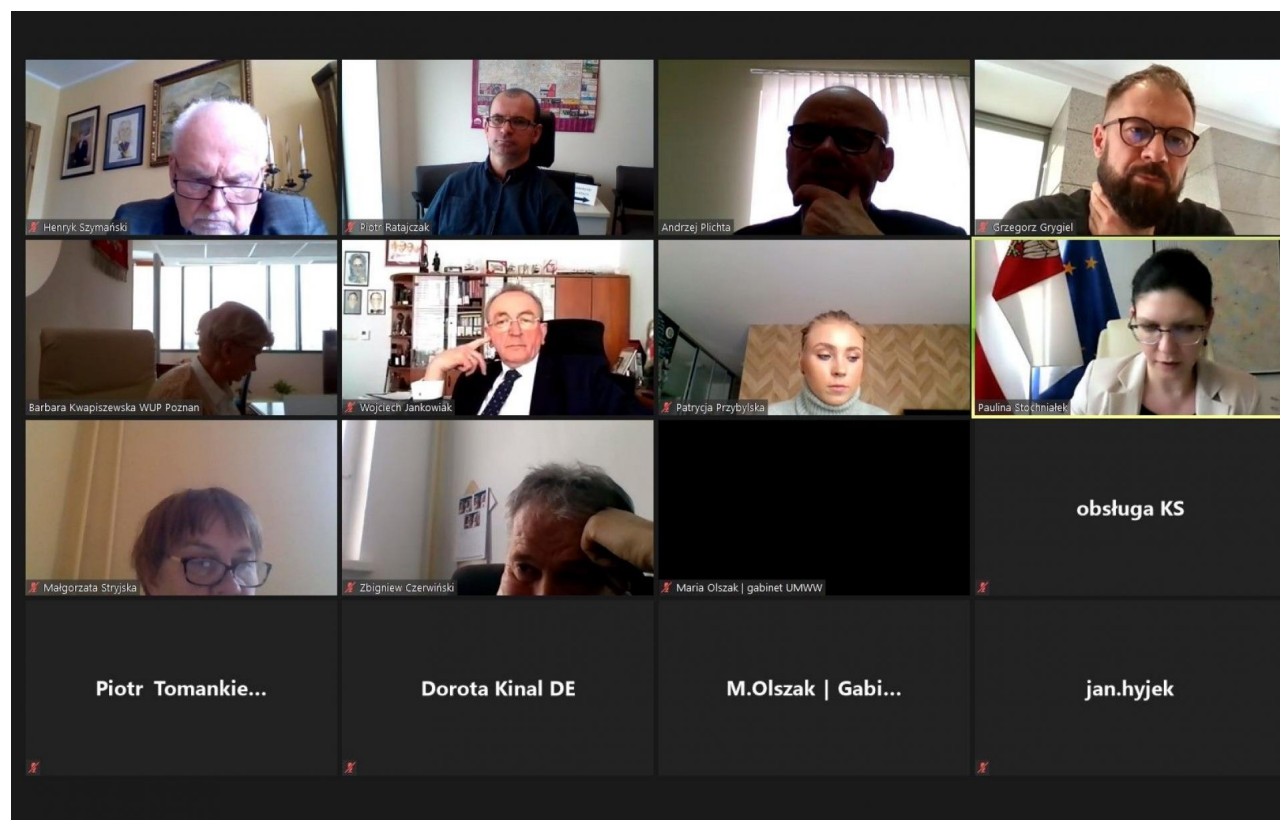 Henryk Szymański
Piotr Ratajczak
Andrzej Plichta
Grzegorz Grygiel
Barbara Kwapiszewska WUP Poznan
Wojciech Jankowiak
Patrycja Przybylska
Paulina Stochniałek
Małgorzata Stryjska
Zbigniew Czerwiński
Maria Olszak | gabinet UMWW
obsługa KS
Piotr Tomankie...
Dorota Kinal DE
M.Olszak | Gabi...
jan.hyjek